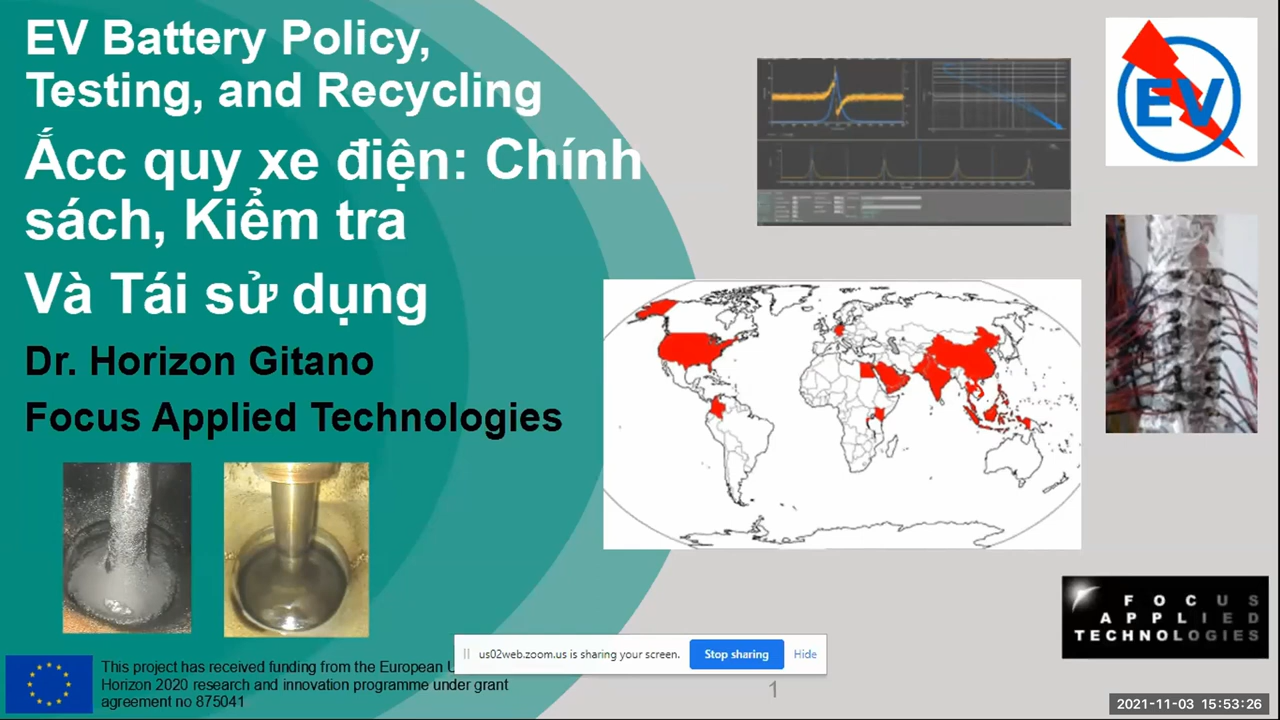 EV Battery Policy,
Testing, and Recycling
Ắcc quy xe điện: Chính
sách, Kiểm tra
Và Tái sử dụng
Dr. Horizon Gitano
Focus Applied Technologies
EV
FOCUS
APPLIED
TECHNOLOGIES
us02web.zoom.us is sharing your screen.
Stop sharing
Hide
This project has received funding from the European U
Horizon 2020 research and innovation programme under grant
agreement no 875041
1
2021-11-03 15:53:26